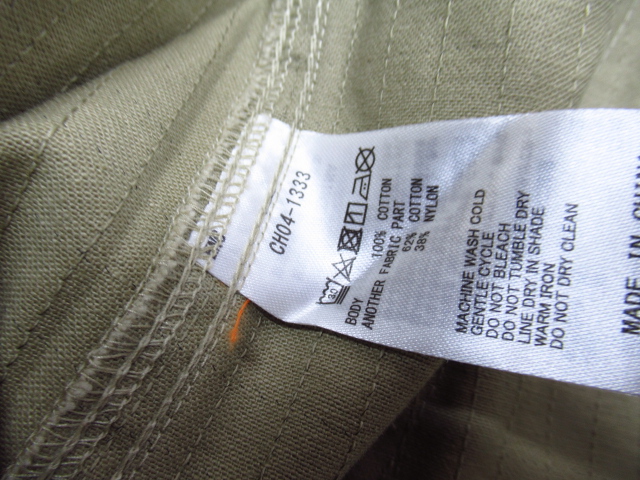 CH04-1333
30
BODY 100% COTTON
ANOTHER FABRIC PART
62% COTTON
38% NYLON
MACHINE WASH COLD
GENTLE CYCLE
DO NOT BLEACH
DO NOT TUMBLE DRY
LINE DRY IN SHADE
WARM IRON
DO NOT DRY CLEAN
MADE IN